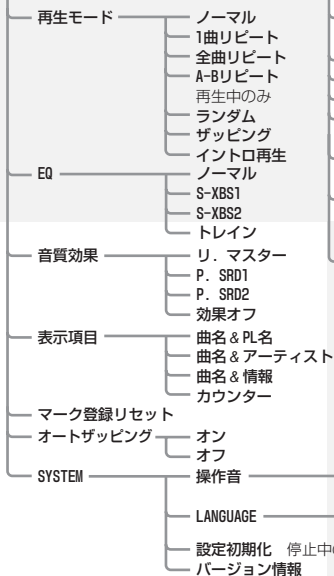 再生モード ノーマル
1曲リピート
全曲リピート
A-Bリピート
再生中のみ
ランダム
ザッピング
イントロ再生
EQ ノーマル
S-XBS1
S-XBS2
トレイン
音質効果 リ．マスター
P．SRD1
P．SRD2
効果オフ
表示項目 曲名＆PL名
曲名＆アーティスト
曲名＆情報
カウンター
マーク登録リセット
オートザッピング オン
オフ
SYSTEM 操作音
LANGUAGE
設定初期化 停止中
バージョン情報